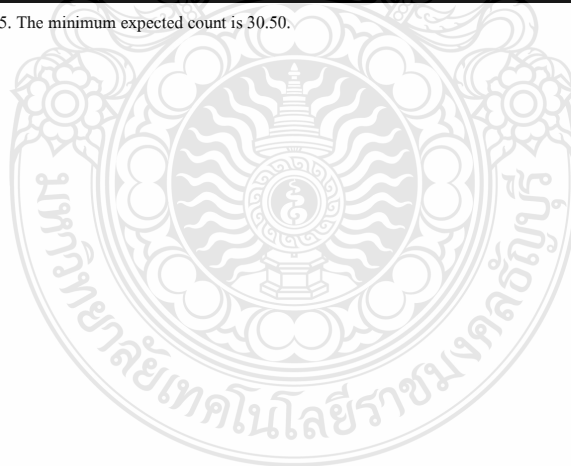 5. The minimum expected count is 30.50.
มหาวิทยาลัยเทคโนโลยีราชมงคลธัญบุรี